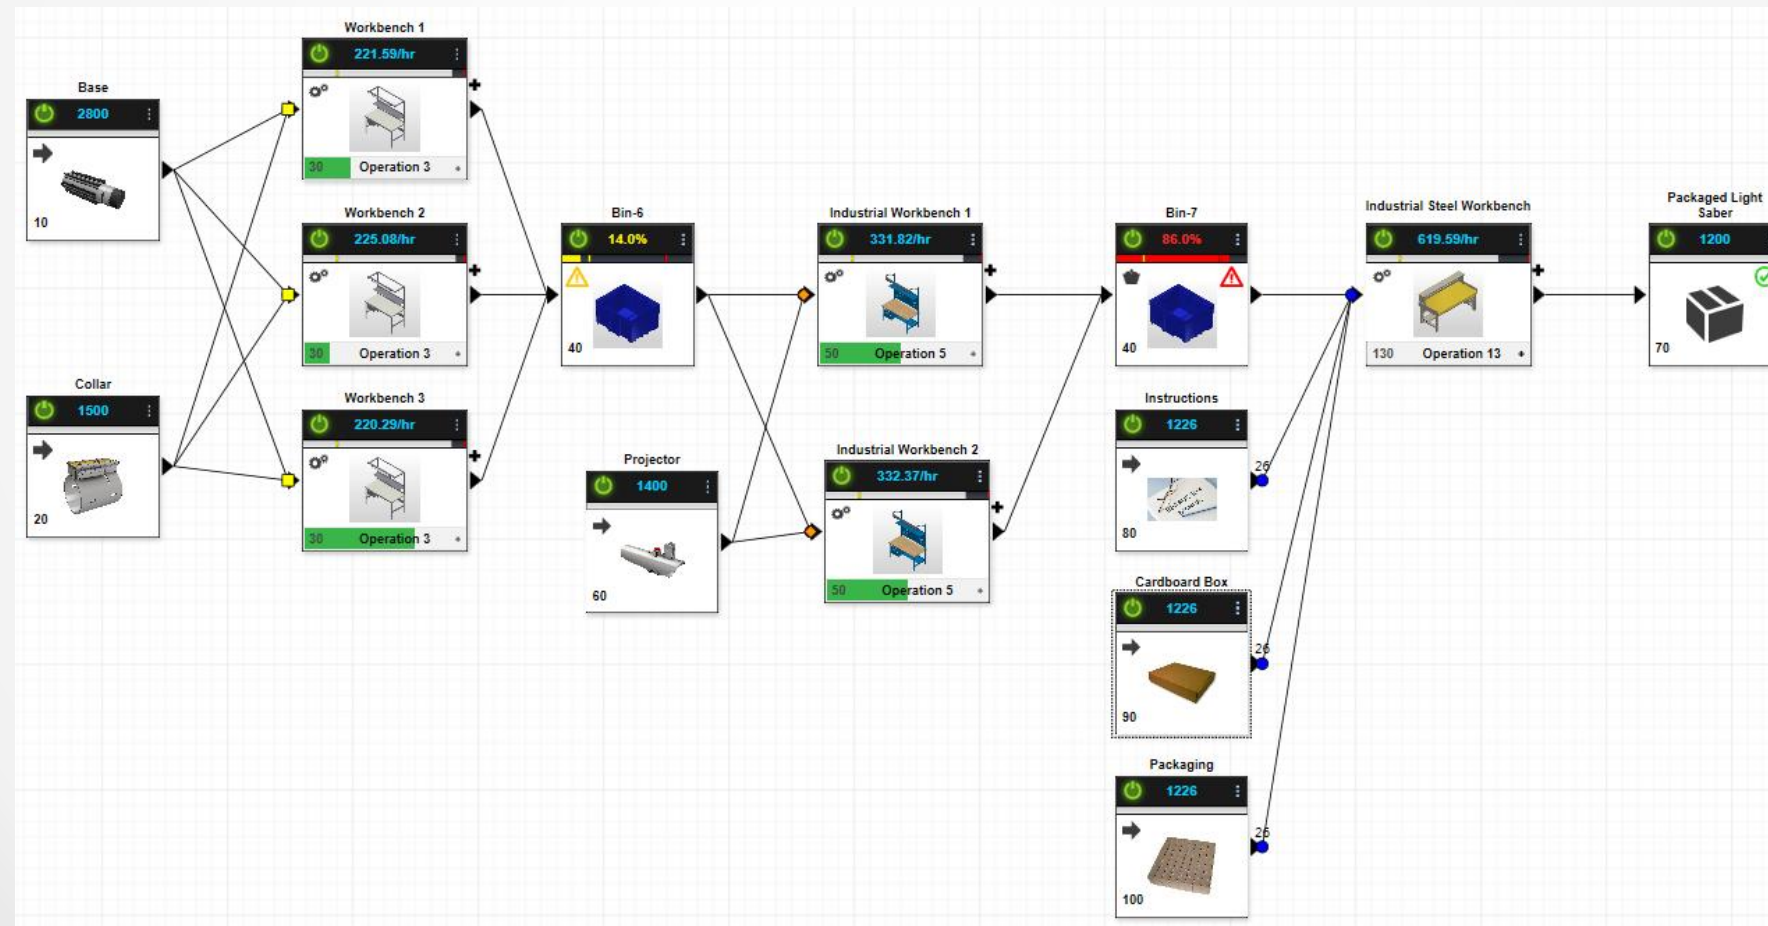 Workbench 1
221.59/hr
30 Operation 3
Base
2800
10
Workbench 2
225.08/hr
30 Operation 3
Collar
1500
20
Workbench 3
220.29/hr
30 Operation 3
Bin-6
14.0%
40
Projector
1400
60
Industrial Workbench 1
331.82/hr
50 Operation 5
Industrial Workbench 2
332.37/hr
50 Operation 5
Bin-7
86.0%
40
Instructions
1226
26
80
Cardboard Box
1226
26
90
Packaging
1226
26
100
Industrial Steel Workbench
619.59/hr
130 Operation 13
Packaged Light
Saber
1200
70